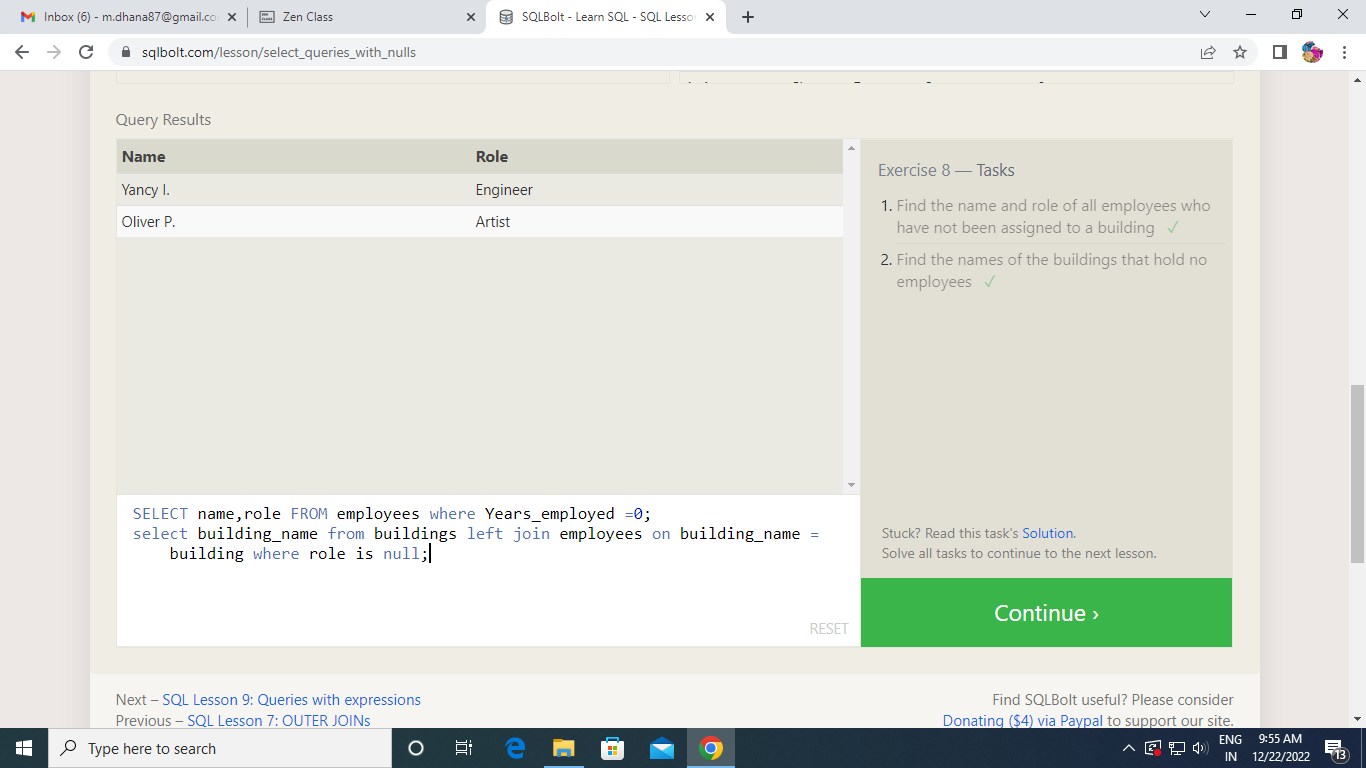 Inbox (6) - m.dhana87@gmail.co
Zen Class
SQLBolt - Learn SQL - SQL Lesson
sqlbolt.com/lesson/select_queries_with_nulls
Query Results
Name Role
Yancy I. Engineer
Oliver P. Artist
Exercise 8 — Tasks
1. Find the name and role of all employees who
have not been assigned to a building ✓
2. Find the names of the buildings that hold no
employees ✓
SELECT name,role FROM employees where Years_employed =0;
select building_name from buildings left join employees on building_name =
building where role is null;
RESET
Stuck? Read this task's Solution.
Solve all tasks to continue to the next lesson.
Continue ›
Next – SQL Lesson 9: Queries with expressions
Previous – SQL Lesson 7: OUTER JOINs
Find SQLBolt useful? Please consider
Donating ($4) via Paypal to support our site.
Type here to search
ENG
IN
9:55 AM
12/22/2022
13